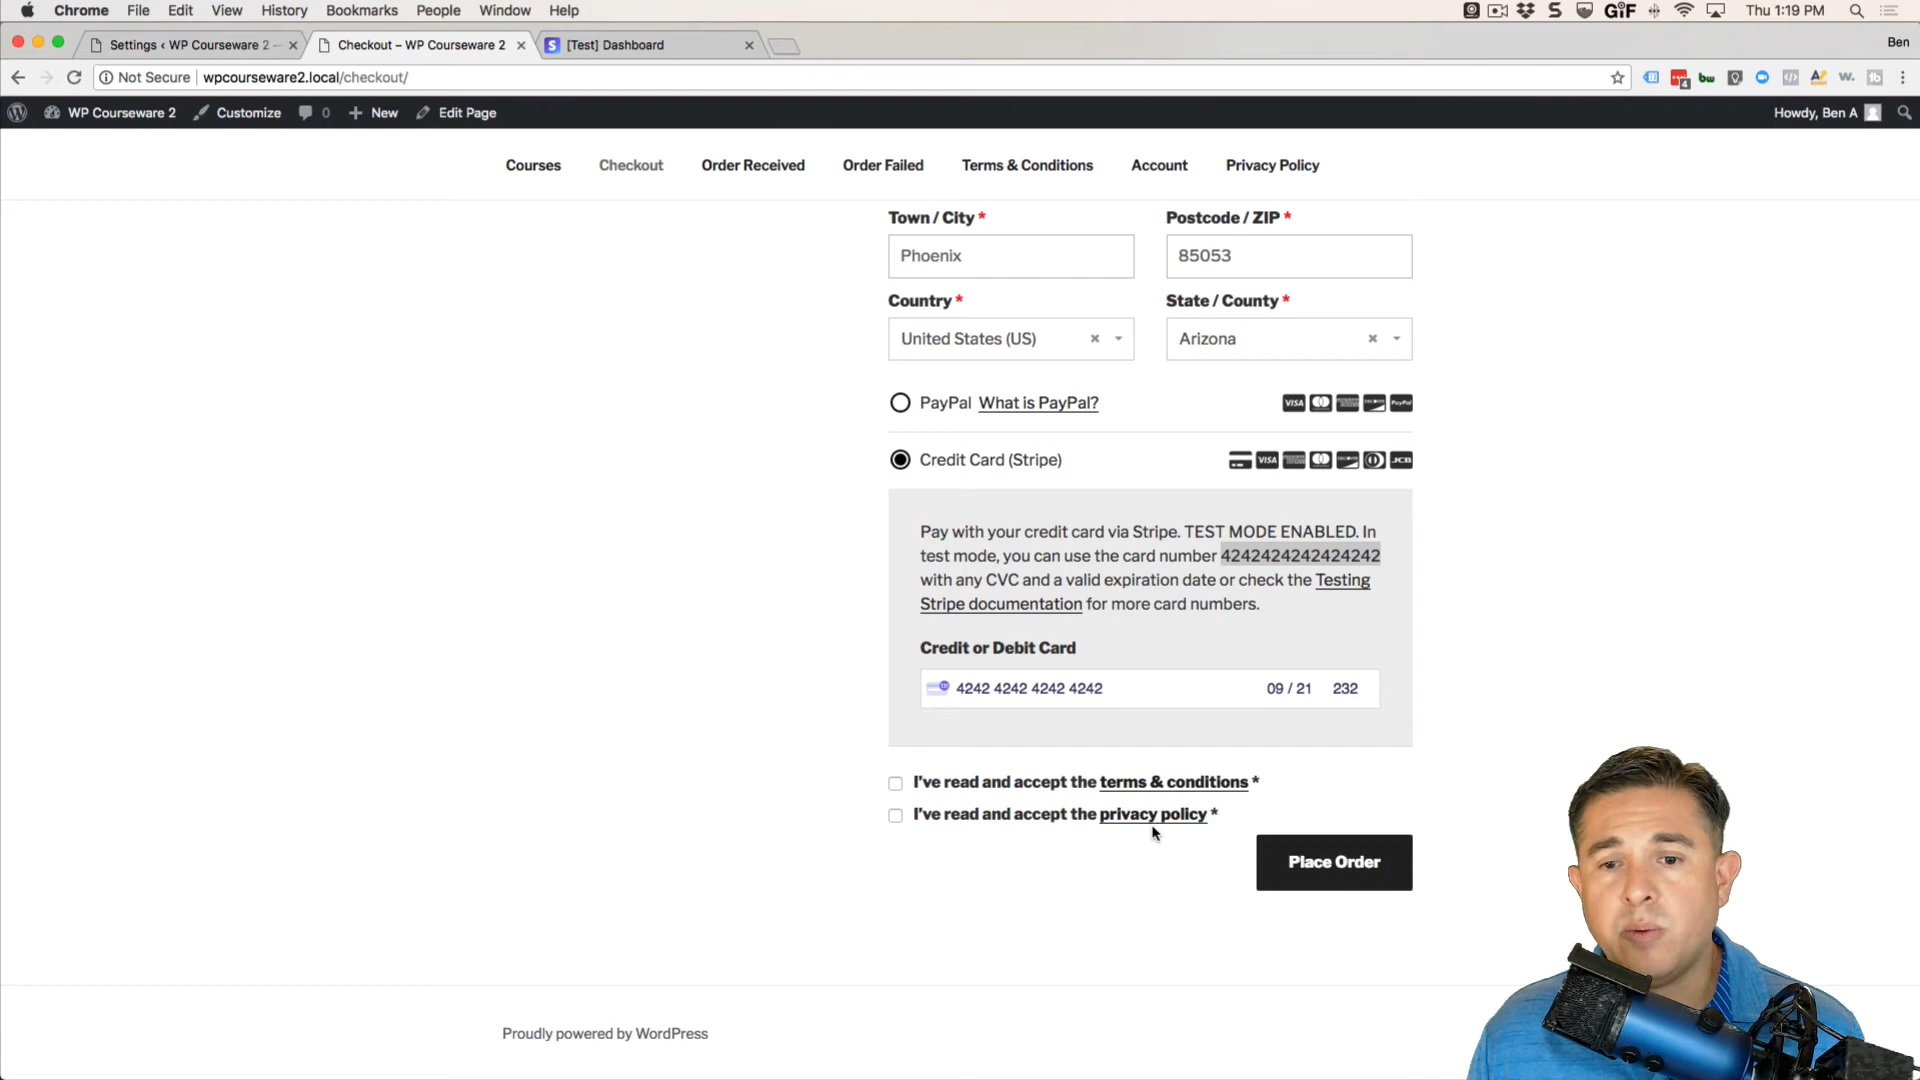 Chrome File Edit View History Bookmarks People Window Help GIF Thu 1:19 PM
Settings ‹ WP Courseware 2 – Checkout – WP Courseware 2 [Test] Dashboard Ben
Not Secure wpcourseware2.local/checkout/
WP Courseware 2 Customize 0 New Edit Page Howdy, Ben A
Courses Checkout Order Received Order Failed Terms & Conditions Account Privacy Policy
Town / City * Postcode / ZIP *
Phoenix 85053
Country * State / County *
United States (US) Arizona
PayPal What is PayPal? VISA PayPal
Credit Card (Stripe) VISA JCB
Pay with your credit card via Stripe. TEST MODE ENABLED. In
test mode, you can use the card number 4242424242424242
with any CVC and a valid expiration date or check the Testing
Stripe documentation for more card numbers.
Credit or Debit Card
4242 4242 4242 4242 09 / 21 232
I've read and accept the terms & conditions *
I've read and accept the privacy policy *
Place Order
Proudly powered by WordPress